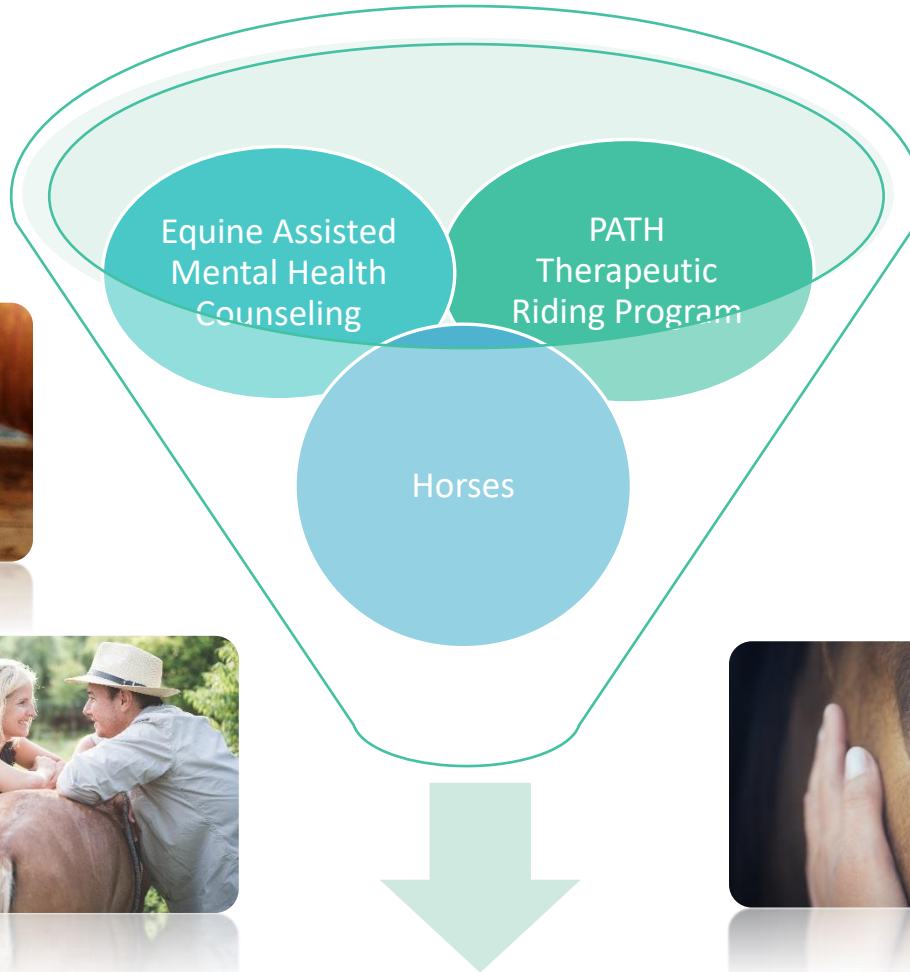 Equine Assisted
Mental Health
Counseling
PATH
Therapeutic
Riding Program
Horses